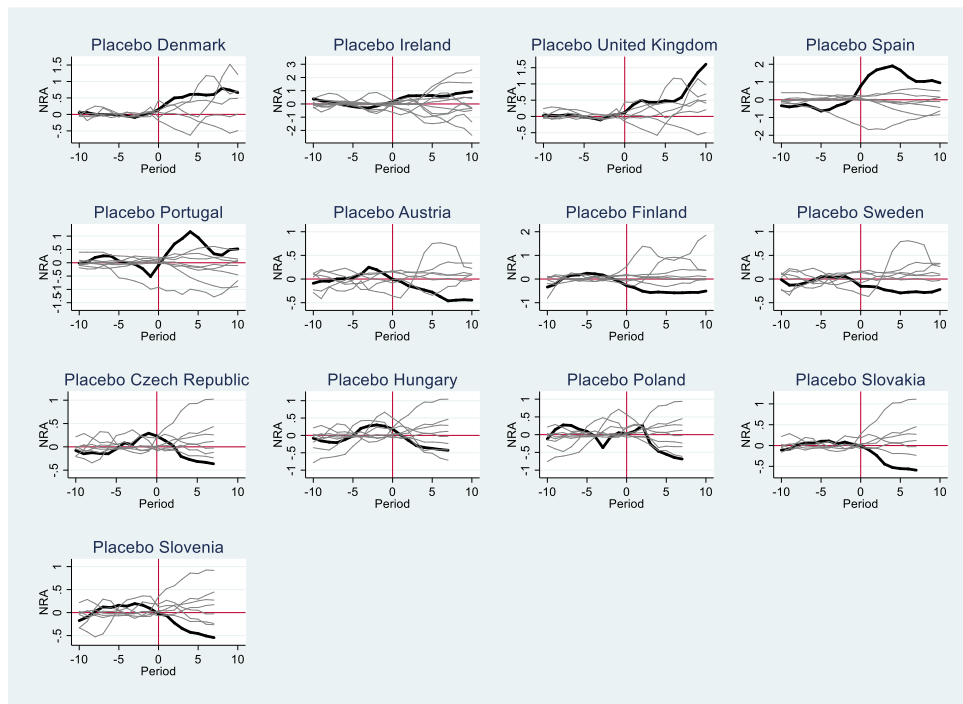 Placebo Denmark
NRA
-.5 0 .5 1 1.5
-10 -5 0 5 10
Period
Placebo Ireland
NRA
-2 -1 0 1 2 3
-10 -5 0 5 10
Period
Placebo United Kingdom
NRA
-.5 0 .5 1 1.5
-10 -5 0 5 10
Period
Placebo Spain
NRA
-2 -1 0 1 2
-10 -5 0 5 10
Period
Placebo Portugal
NRA
-1.5 -1 -.5 0 .5 1
-10 -5 0 5 10
Period
Placebo Austria
NRA
-.5 0 .5 1
-10 -5 0 5 10
Period
Placebo Finland
NRA
-1 0 1 2
-10 -5 0 5 10
Period
Placebo Sweden
NRA
-.5 0 .5 1
-10 -5 0 5 10
Period
Placebo Czech Republic
NRA
-.5 0 .5 1
-10 -5 0 5 10
Period
Placebo Hungary
NRA
-1 -.5 0 .5 1
-10 -5 0 5 10
Period
Placebo Poland
NRA
-1 -.5 0 .5 1
-10 -5 0 5 10
Period
Placebo Slovakia
NRA
-.5 0 .5 1
-10 -5 0 5 10
Period
Placebo Slovenia
NRA
-.5 0 .5 1
-10 -5 0 5 10
Period